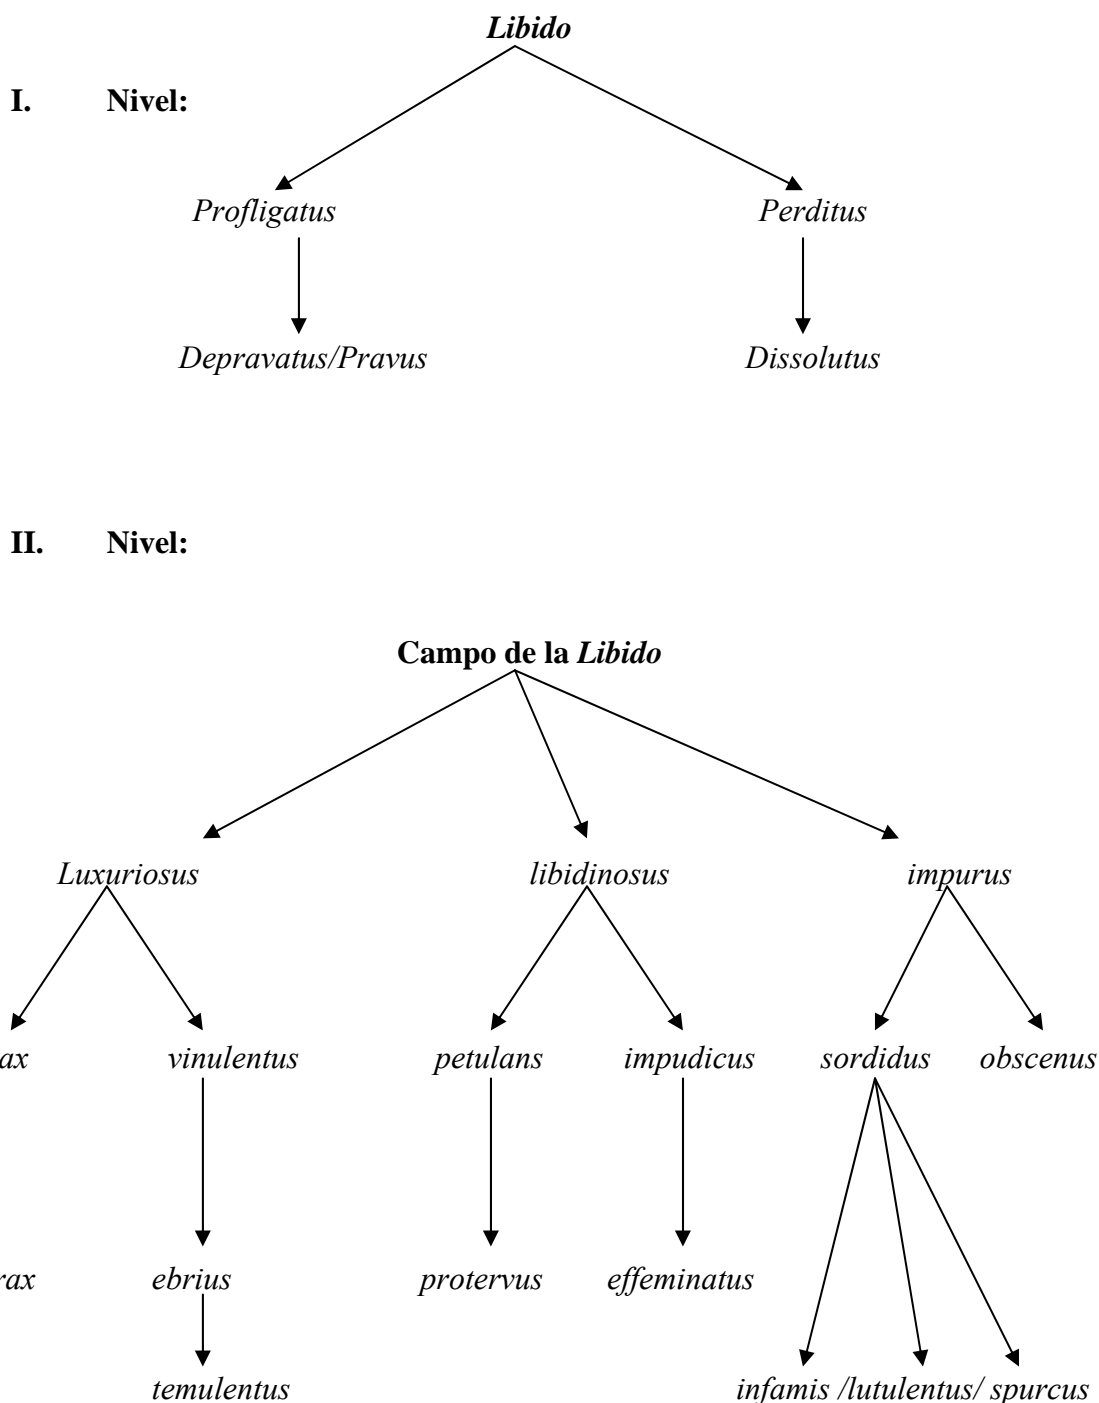 Libido
I. Nivel:
Profligatus Perditus
Depravatus/Pravus Dissolutus
II. Nivel:
Campo de la Libido
Luxuriosus libidinosus impurus
vinulentus petulans impudicus sordidus obscenus
ebrius protervus effeminatus
temulentus infamis /lutulentus/ spurcus